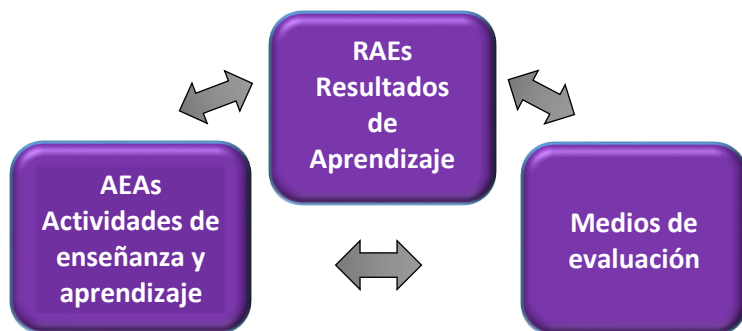 RAEs
Resultados
de
Aprendizaje
AEAs
Actividades de
enseñanza y
aprendizaje
Medios de
evaluación